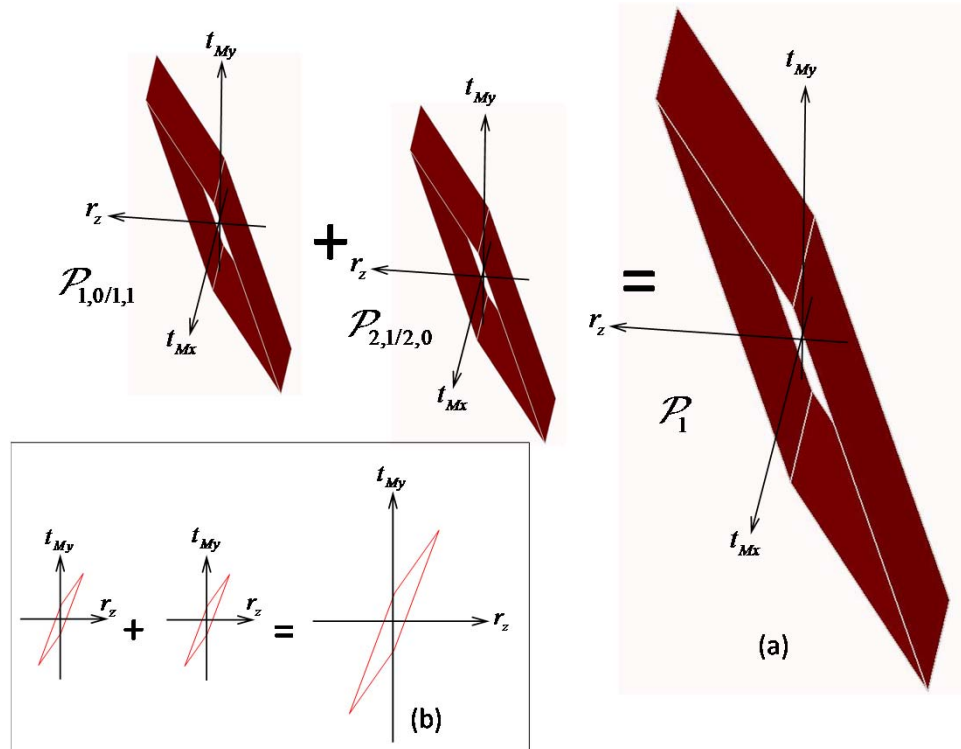 t_My
r_z
𝒫_1,0/1,1
t_Mx
+
t_My
r_z
𝒫_2,1/2,0
t_Mx
=
t_My
r_z
𝒫_1
t_Mx
(a)
t_My
r_z
+
t_My
r_z
=
t_My
r_z
(b)